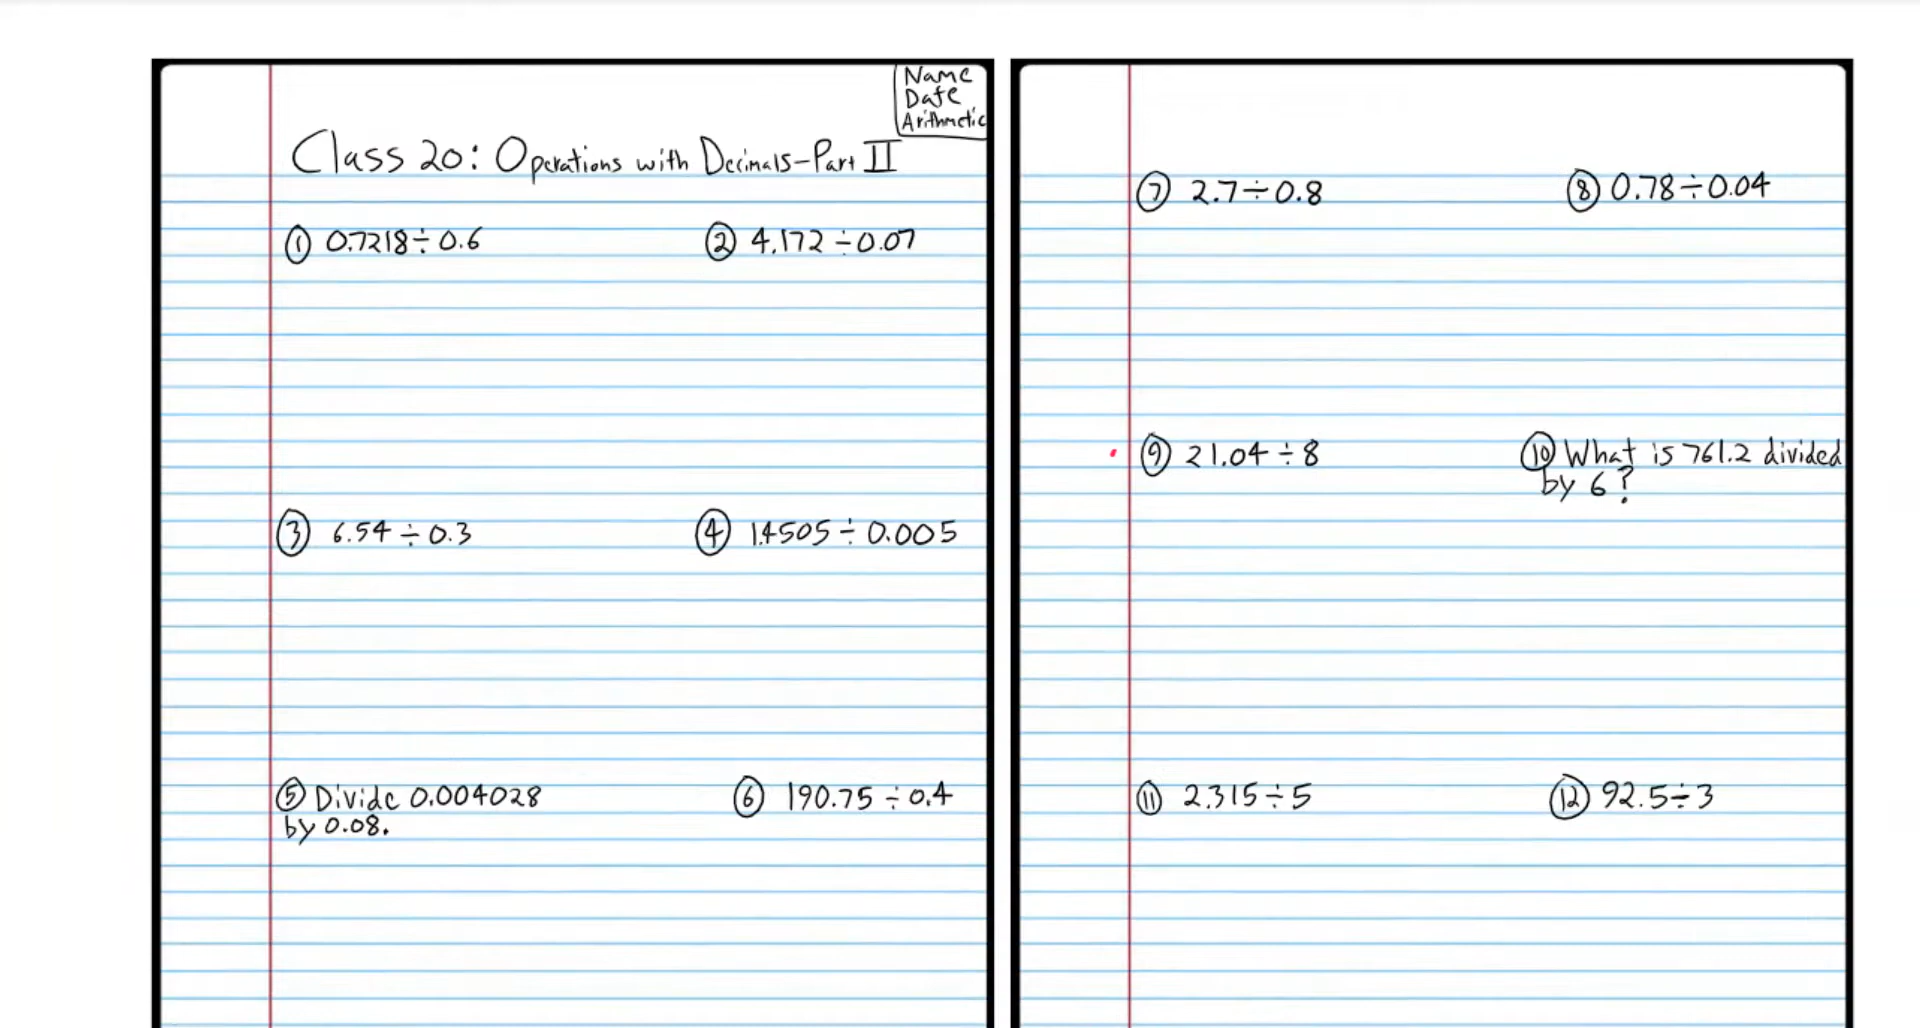 Name
Date
Arithmetic
Class 20: Operations with Decimals-Part II
① 0.7218÷0.6
② 4.172÷0.07
③ 6.54÷0.3
④ 1.4505÷0.005
⑤ Divide 0.004028
by 0.08.
⑥ 190.75÷0.4
⑦ 2.7÷0.8
⑧ 0.78÷0.04
⑨ 21.04÷8
⑩ What is 761.2 divided
by 6?
⑪ 2.315÷5
⑫ 92.5÷3